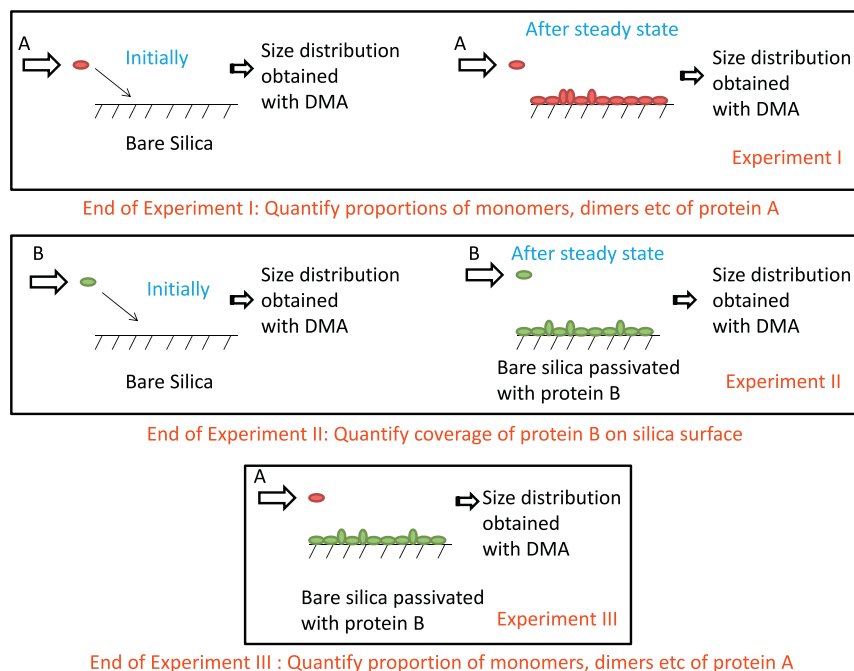 A
Initially
Size distribution
obtained
with DMA
Bare Silica
After steady state
A
Size distribution
obtained
with DMA
Experiment I
End of Experiment I: Quantify proportions of monomers, dimers etc of protein A
B
Initially
Size distribution
obtained
with DMA
Bare Silica
B
After steady state
Size distribution
obtained
with DMA
Bare silica passivated
with protein B
Experiment II
End of Experiment II: Quantify coverage of protein B on silica surface
A
Size distribution
obtained
with DMA
Bare silica passivated
with protein B
Experiment III
End of Experiment III : Quantify proportion of monomers, dimers etc of protein A